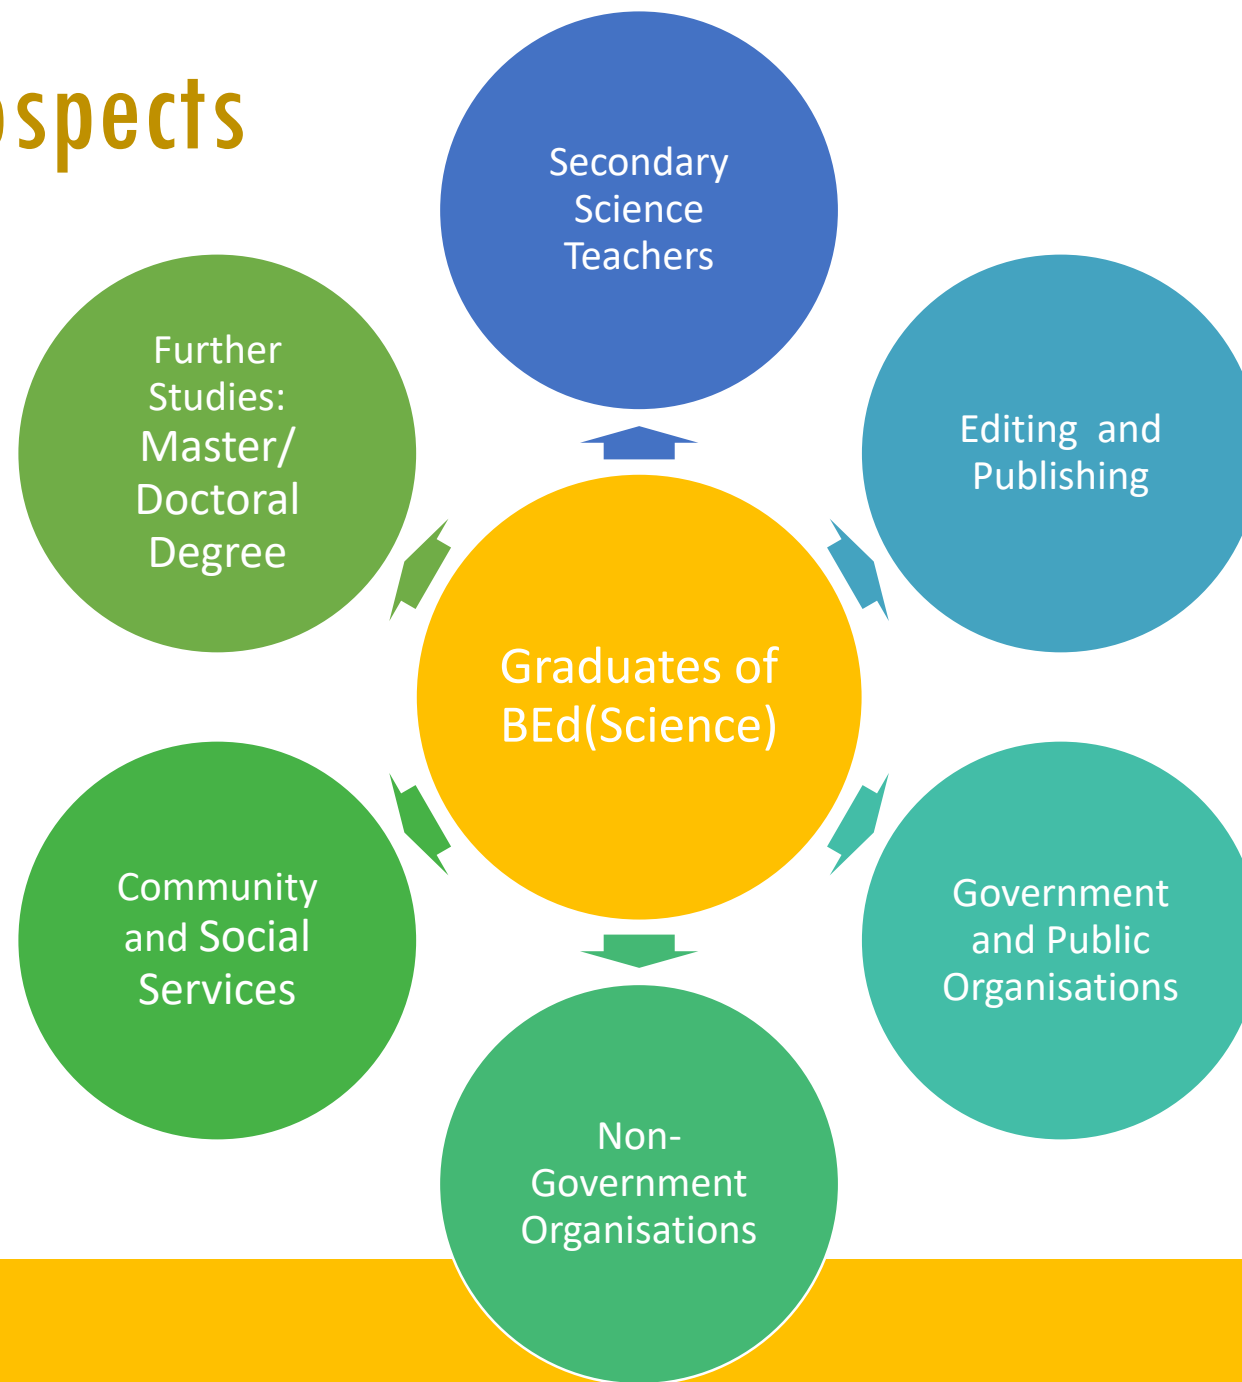 ospects
Secondary
Science
Teachers
Further
Studies:
Master/
Doctoral
Degree
Editing and
Publishing
Graduates of
BEd(Science)
Community
and Social
Services
Government
and Public
Organisations
Non-
Government
Organisations